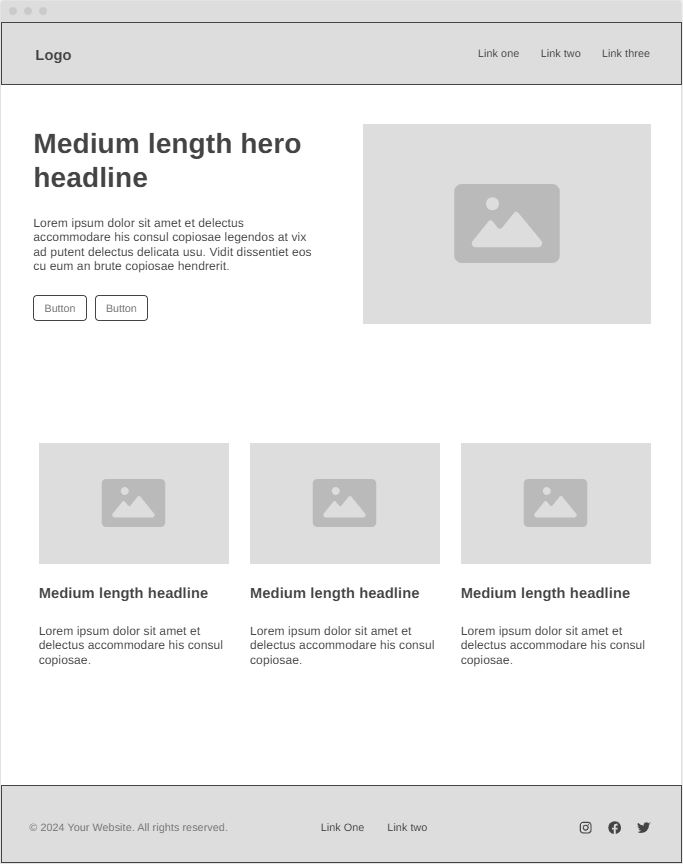 Logo
Link one Link two Link three
Medium length hero
headline
Lorem ipsum dolor sit amet et delectus
accommodare his consul copiosae legendos at vix
ad putent delectus delicata usu. Vidit dissentiet eos
cu eum an brute copiosae hendrerit.
Button Button
Medium length headline
Lorem ipsum dolor sit amet et
delectus accommodare his consul
copiosae.
Medium length headline
Lorem ipsum dolor sit amet et
delectus accommodare his consul
copiosae.
Medium length headline
Lorem ipsum dolor sit amet et
delectus accommodare his consul
copiosae.
© 2024 Your Website. All rights reserved. Link One Link two